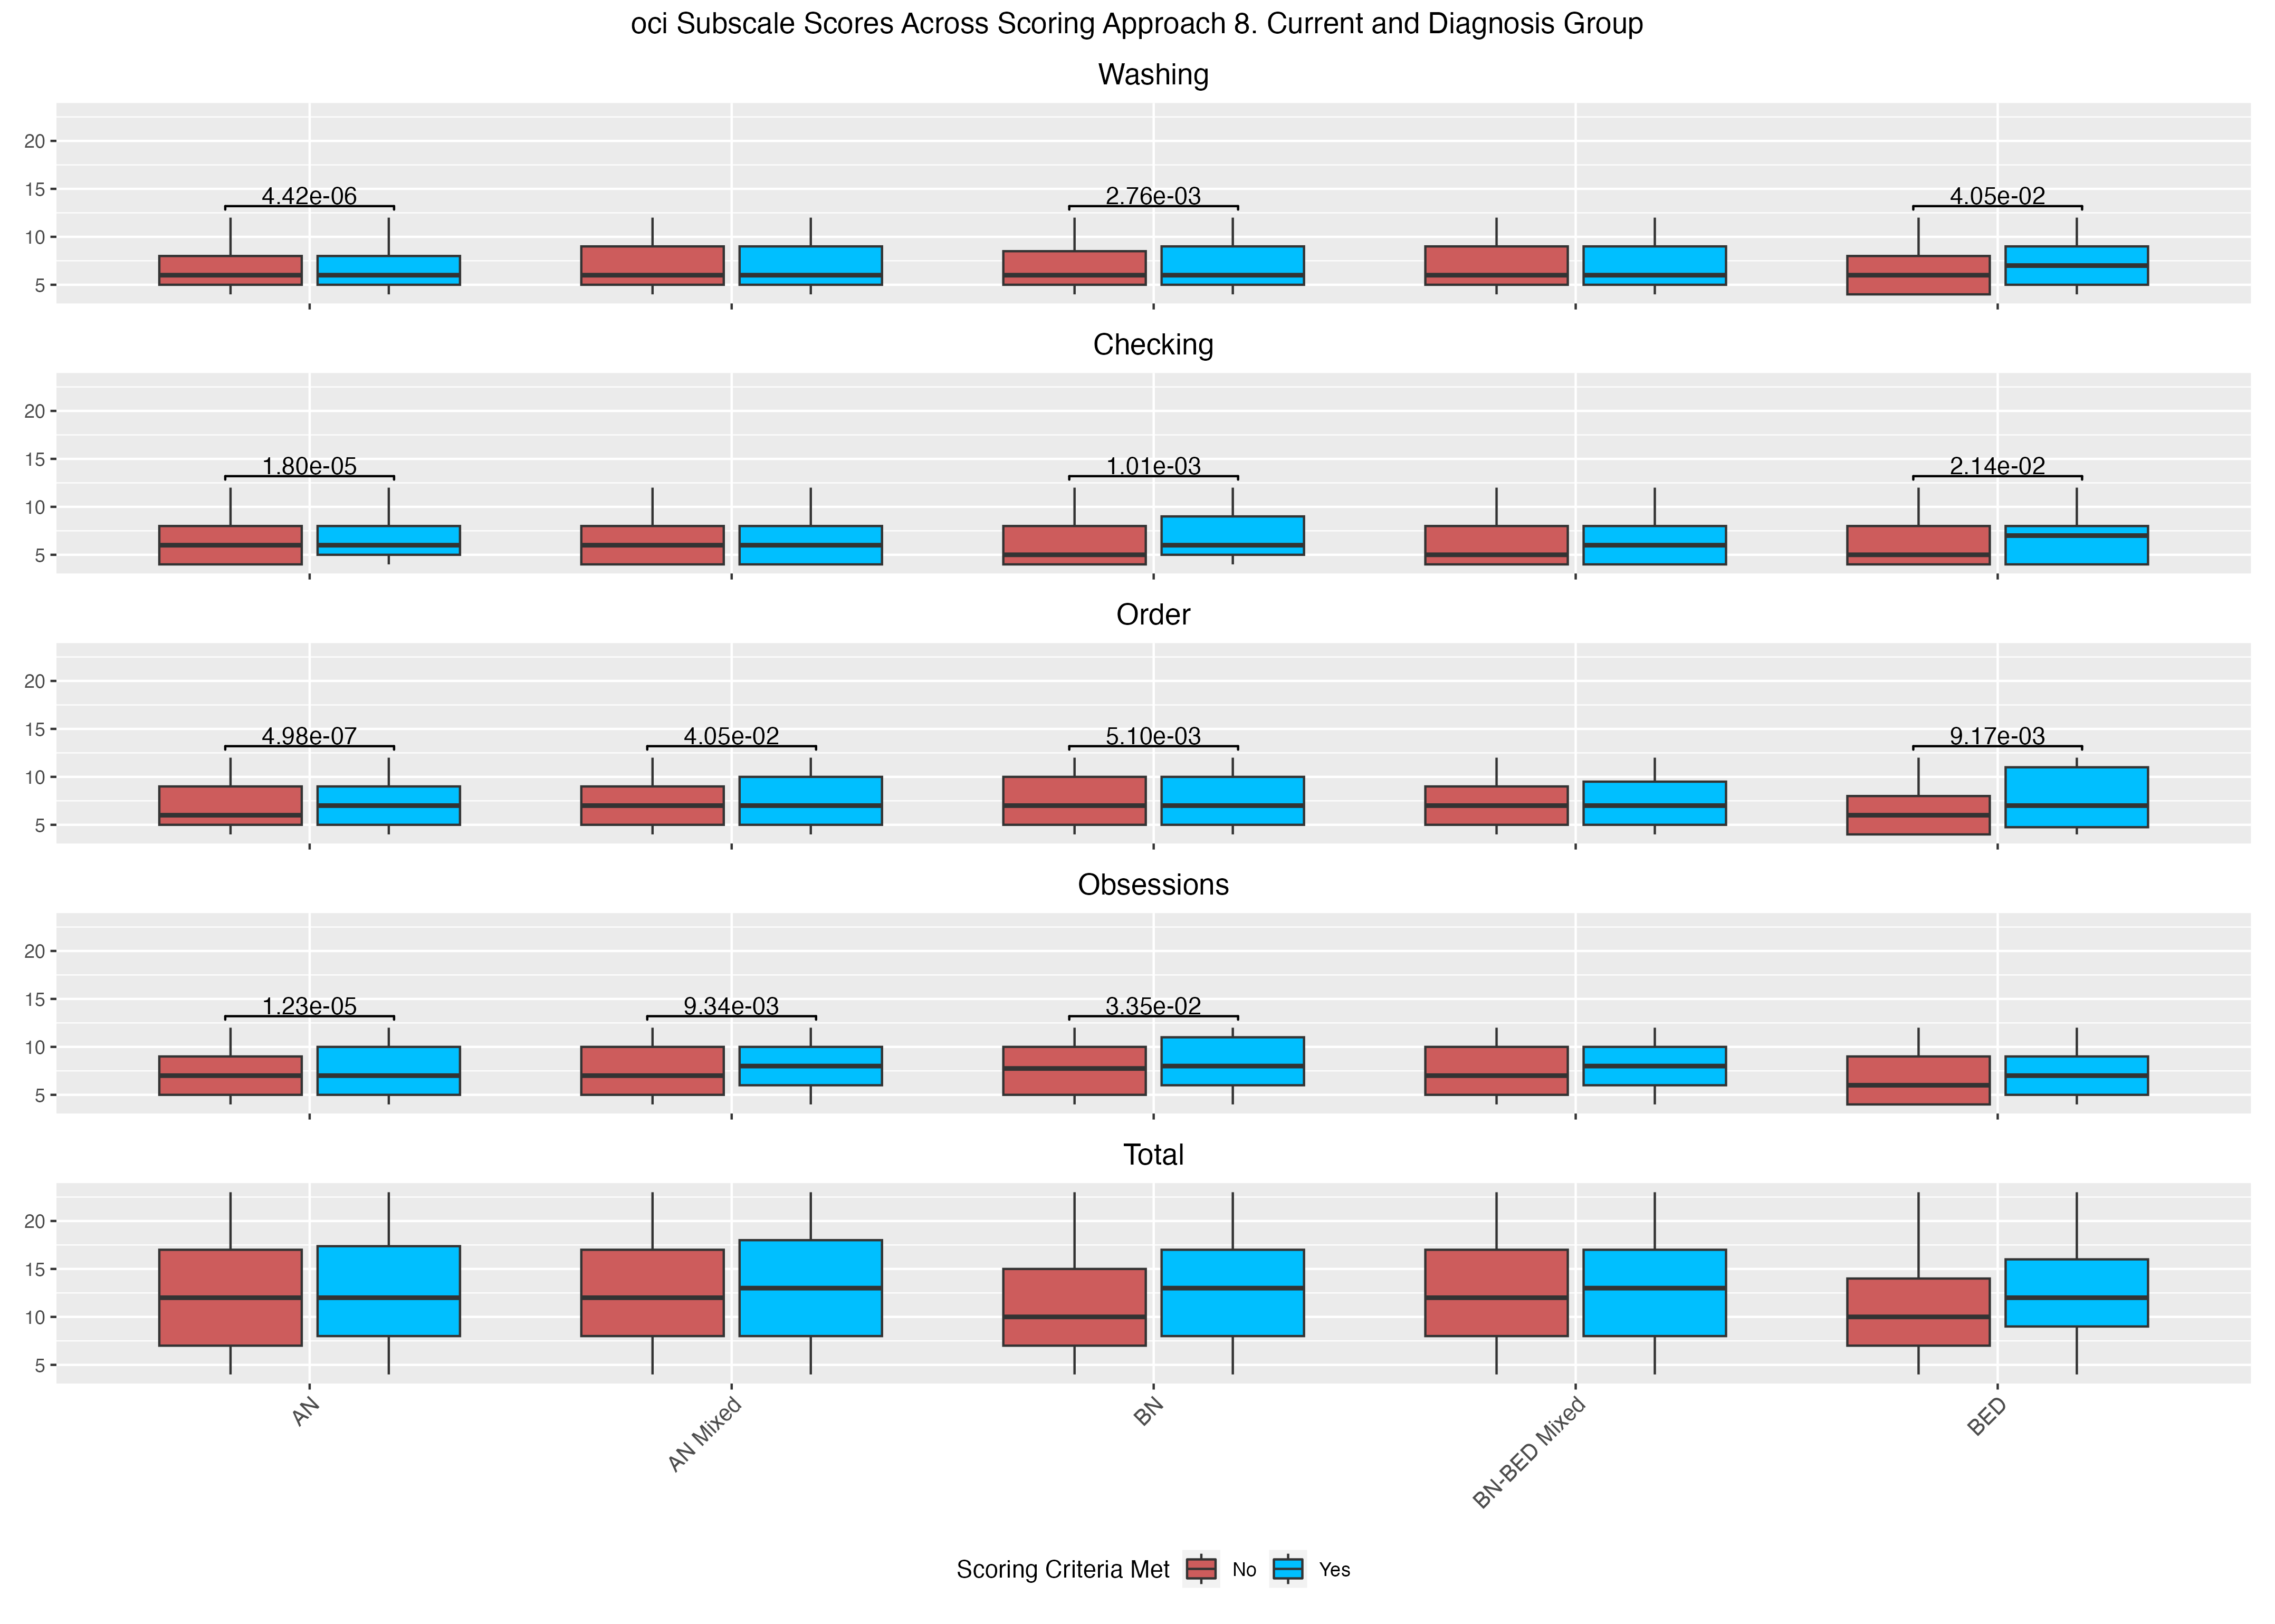 oci Subscale Scores Across Scoring Approach 8. Current and Diagnosis Group
Washing
20
15
10
5
4.42e-06 2.76e-03 4.05e-02
Checking
20
15
10
5
1.80e-05 1.01e-03 2.14e-02
Order
20
15
10
5
4.98e-07 4.05e-02 5.10e-03 9.17e-03
Obsessions
20
15
10
5
1.23e-05 9.34e-03 3.35e-02
Total
20
15
10
5
AN AN Mixed BN BN-BED Mixed BED
Scoring Criteria Met No Yes